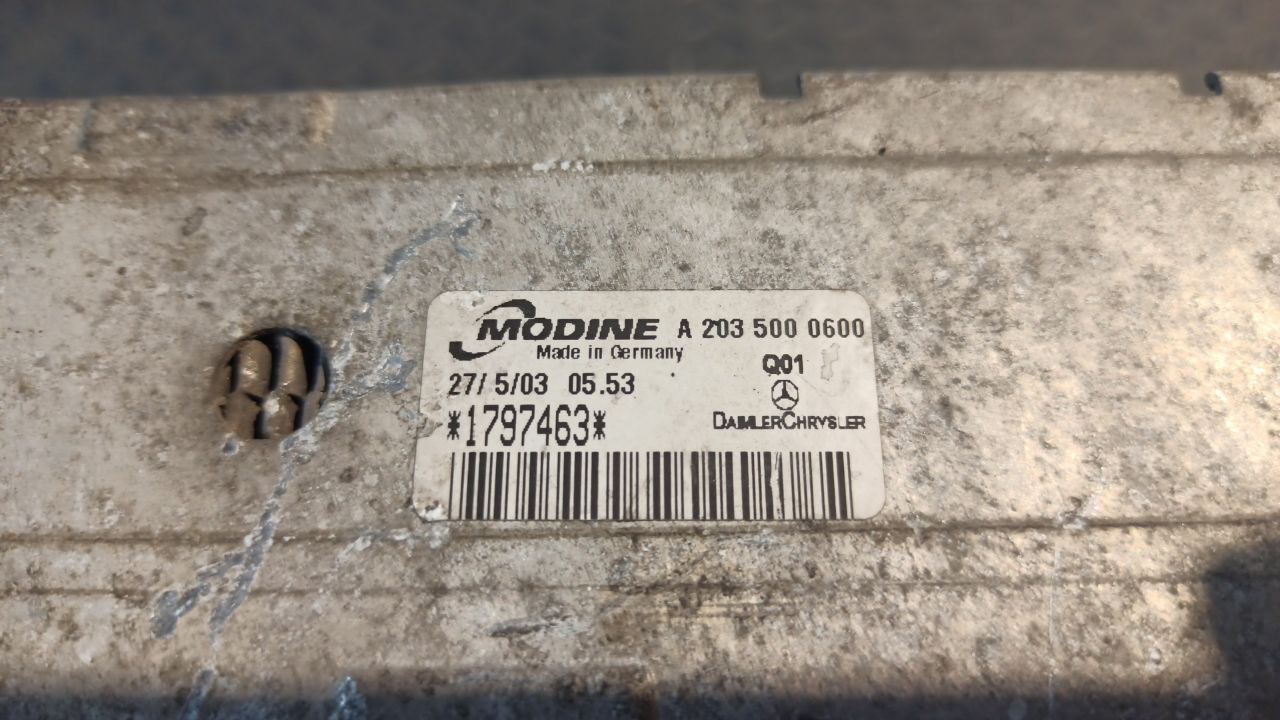 MODINE A 203 500 0600
Made in Germany
Q01
27/ 5/03 05.53
*1797463*
DAIMLERCHRYSLER